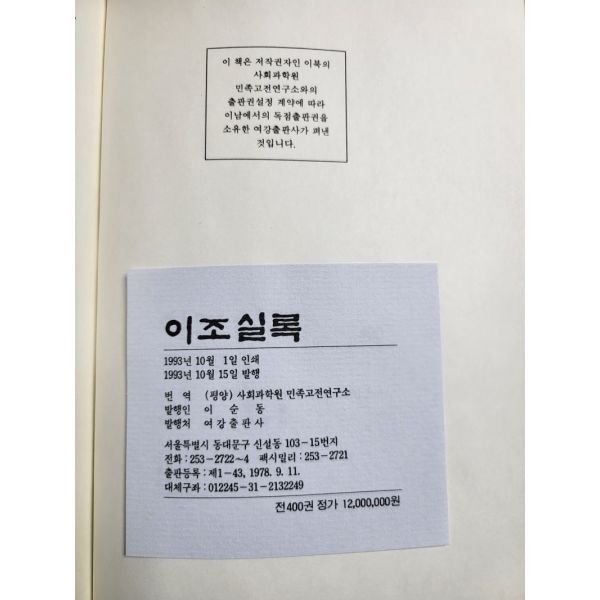 이 책은 저작권자인 이북의
사회과학원
민족고전연구소와의
출판권설정 계약에 따라
이남에서의 독점출판권을
소유한 여강출판사가 펴낸
것입니다.
이조실록
1993년 10월 1일 인쇄
1993년 10월 15일 발행
번 역 (평양) 사회과학원 민족고전연구소
발행인 이 순 동
발행처 여강출판사
서울특별시 동대문구 신설동 103-15번지
전화 : 253-2722~4 팩시밀리 : 253-2721
출판등록 : 제1-43, 1978. 9. 11.
대체구좌 : 012245-31-2132249
전400권 정가 12,000,000원